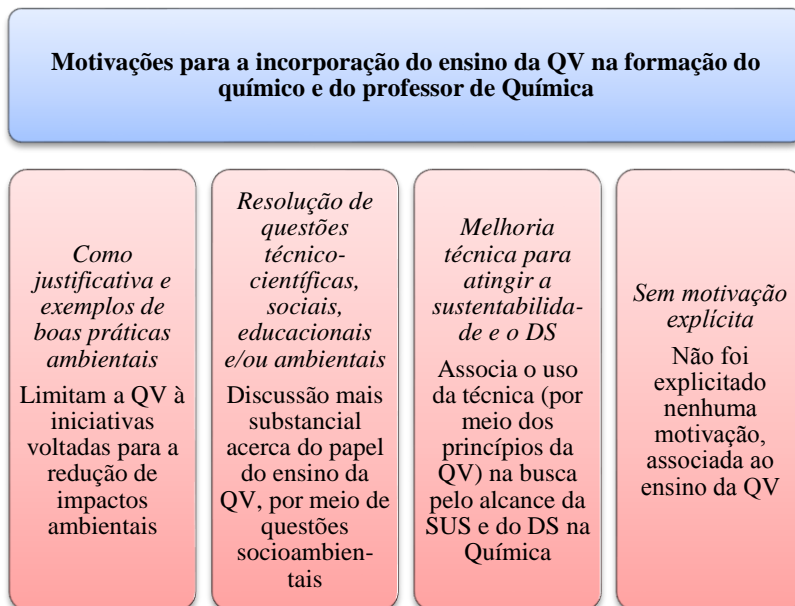 Motivações para a incorporação do ensino da QV na formação do
químico e do professor de Química
Como
justificativa e
exemplos de
boas práticas
ambientais
Limitam a QV à
iniciativas
voltadas para a
redução de
impactos
ambientais
Resolução de
questões
técnico-
científicas,
sociais,
educacionais
e/ou ambientais
Discussão mais
substancial
acerca do papel
do ensino da
QV, por meio de
questões
socioambien-
tais
Melhoria
técnica para
atingir a
sustentabilida-
de e o DS
Associa o uso
da técnica (por
meio dos
princípios da
QV) na busca
pelo alcance da
SUS e do DS na
Química
Sem motivação
explícita
Não foi
explicitado
nenhuma
motivação,
associada ao
ensino da QV